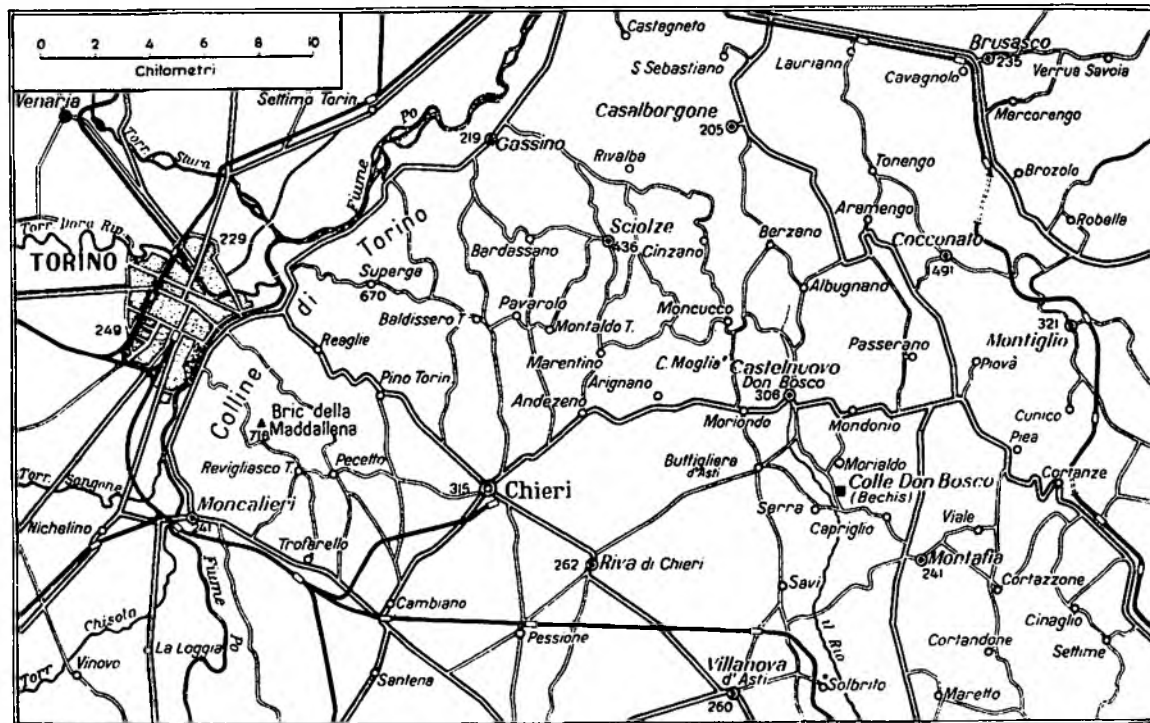 0 2 4 6 8 10
Chilometri
Castagneto
Brusasco
235
Verrua Savoia
Lauriano
Cavagnolo
S. Sebastiano
Venaria
Settimo Torin.
Po
Casalborgone
205
Marcorengo
Torr. Stura
219
Gassino
Rivalba
Tonengo
Brozolo
Fiume
Torino
Sciolze
436
Cinzano
Aramengo
Robella
Torr. Dora Rip.
229
Bardassano
Berzano
Cocconato
491
TORINO
Superga
670
di
Albugnano
Pavarolo
Moncucco
249
Baldissero T.
Montaldo T.
321
Montiglio
Reaglie
Marentino
C. Moglia
Castelnuovo
Don Bosco
306
Passerano
Piovà
Colline
Pino Torin.
Arignano
Andezeno
Moriondo
Mondonio
Cunico
Bric della
Maddallena
716
Piea
Revigliasco T.
Pecetto
Buttigliera
d'Asti
Morialdo
Cortanze
Torr. Sangone
315
Chieri
Colle Don Bosco
(Bechis)
Moncalieri
241
Serra
Capriglio
Viale
Nichelino
Trofarello
262
Riva di Chieri
Montafia
241
Savi
Cortazzone
Fiume
Po
Cambiano
Cinaglio
Chisola
La Loggia
Pessione
il Rio
Cortandone
Settime
Torr.
Vinovo
Santena
Villanova
d'Asti
260
Solbrito
Maretto